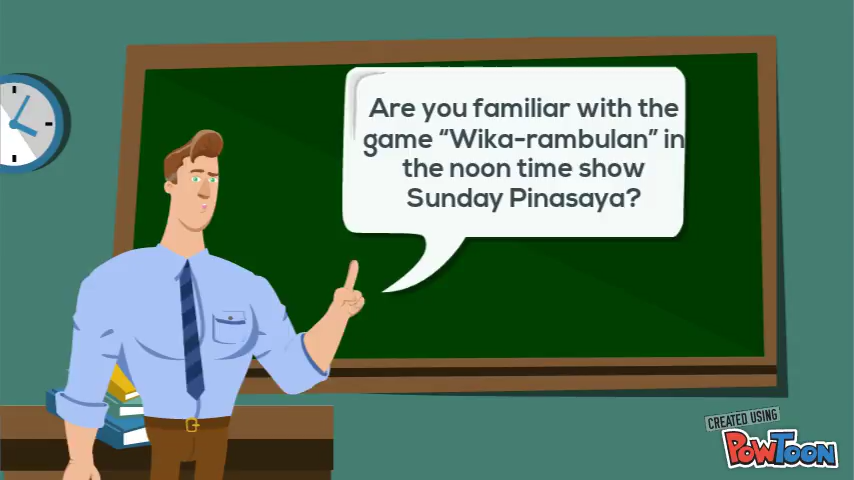 Are you familiar with the
game “Wika-rambulan” in
the noon time show
Sunday Pinasaya?
CREATED USING
POWTOON